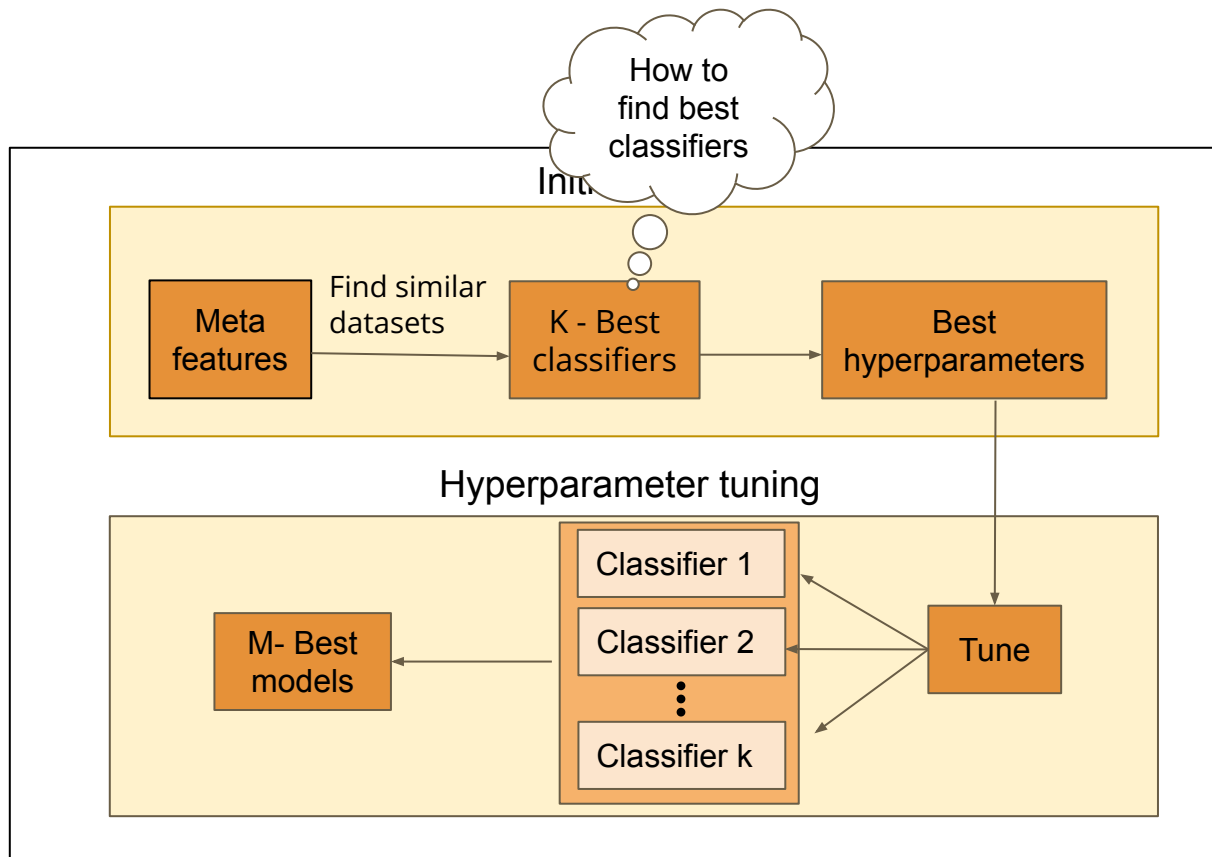 How to
find best
classifiers
Find similar
datasets
Meta
features
K - Best
classifiers
Best
hyperparameters
Hyperparameter tuning
Classifier 1
Classifier 2
Classifier k
M- Best
models
Tune